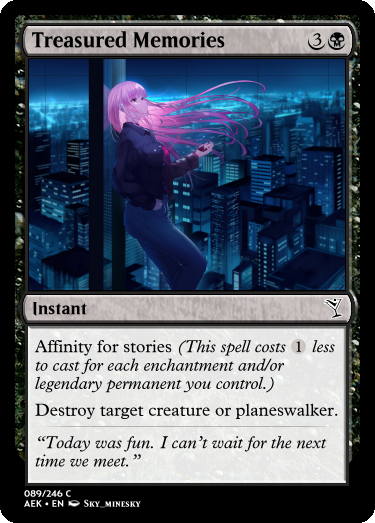 Treasured Memories 3
Instant
Affinity for stories (This spell costs 1 less
to cast for each enchantment and/or
legendary permanent you control.)
Destroy target creature or planeswalker.
“Today was fun. I can’t wait for the next
time we meet.”
089/246 C
AEK • EN Sky_minesky